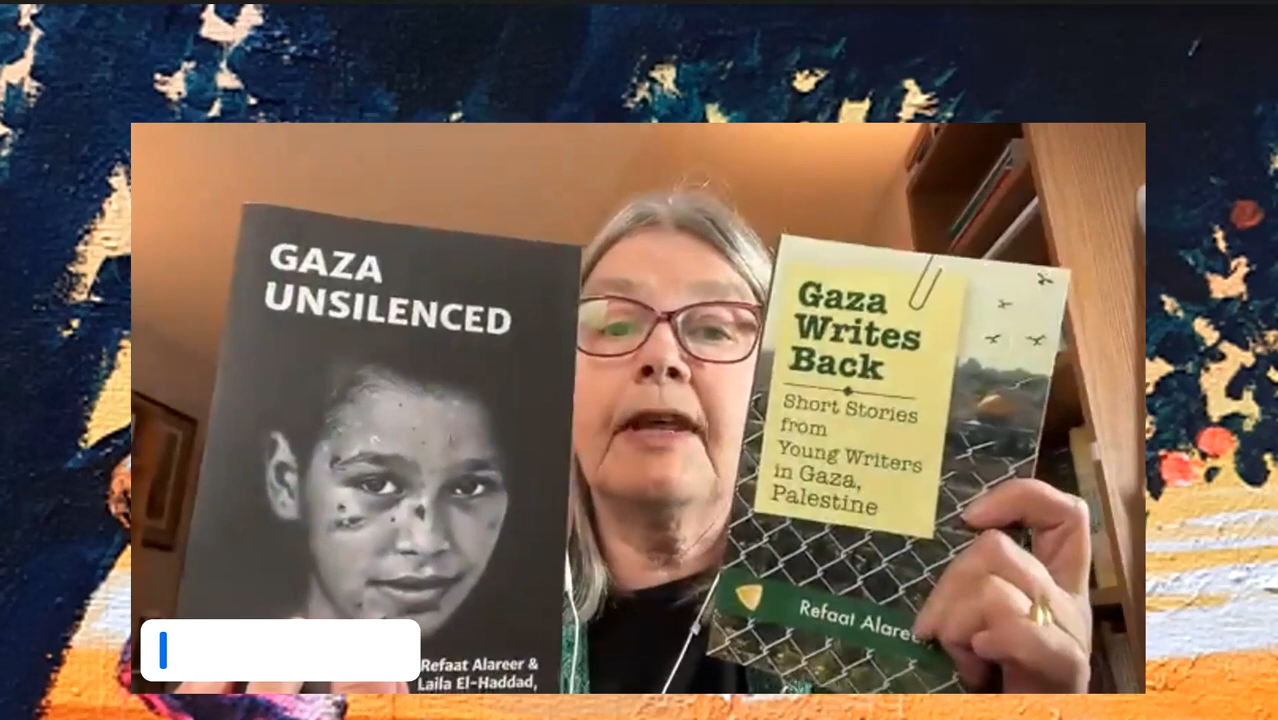 GAZA
UNSILENCED
Refaat Alareer &
Laila El-Haddad,
Gaza
Writes
Back
Short Stories
from
Young Writers
in Gaza,
Palestine
Refaat Alareer